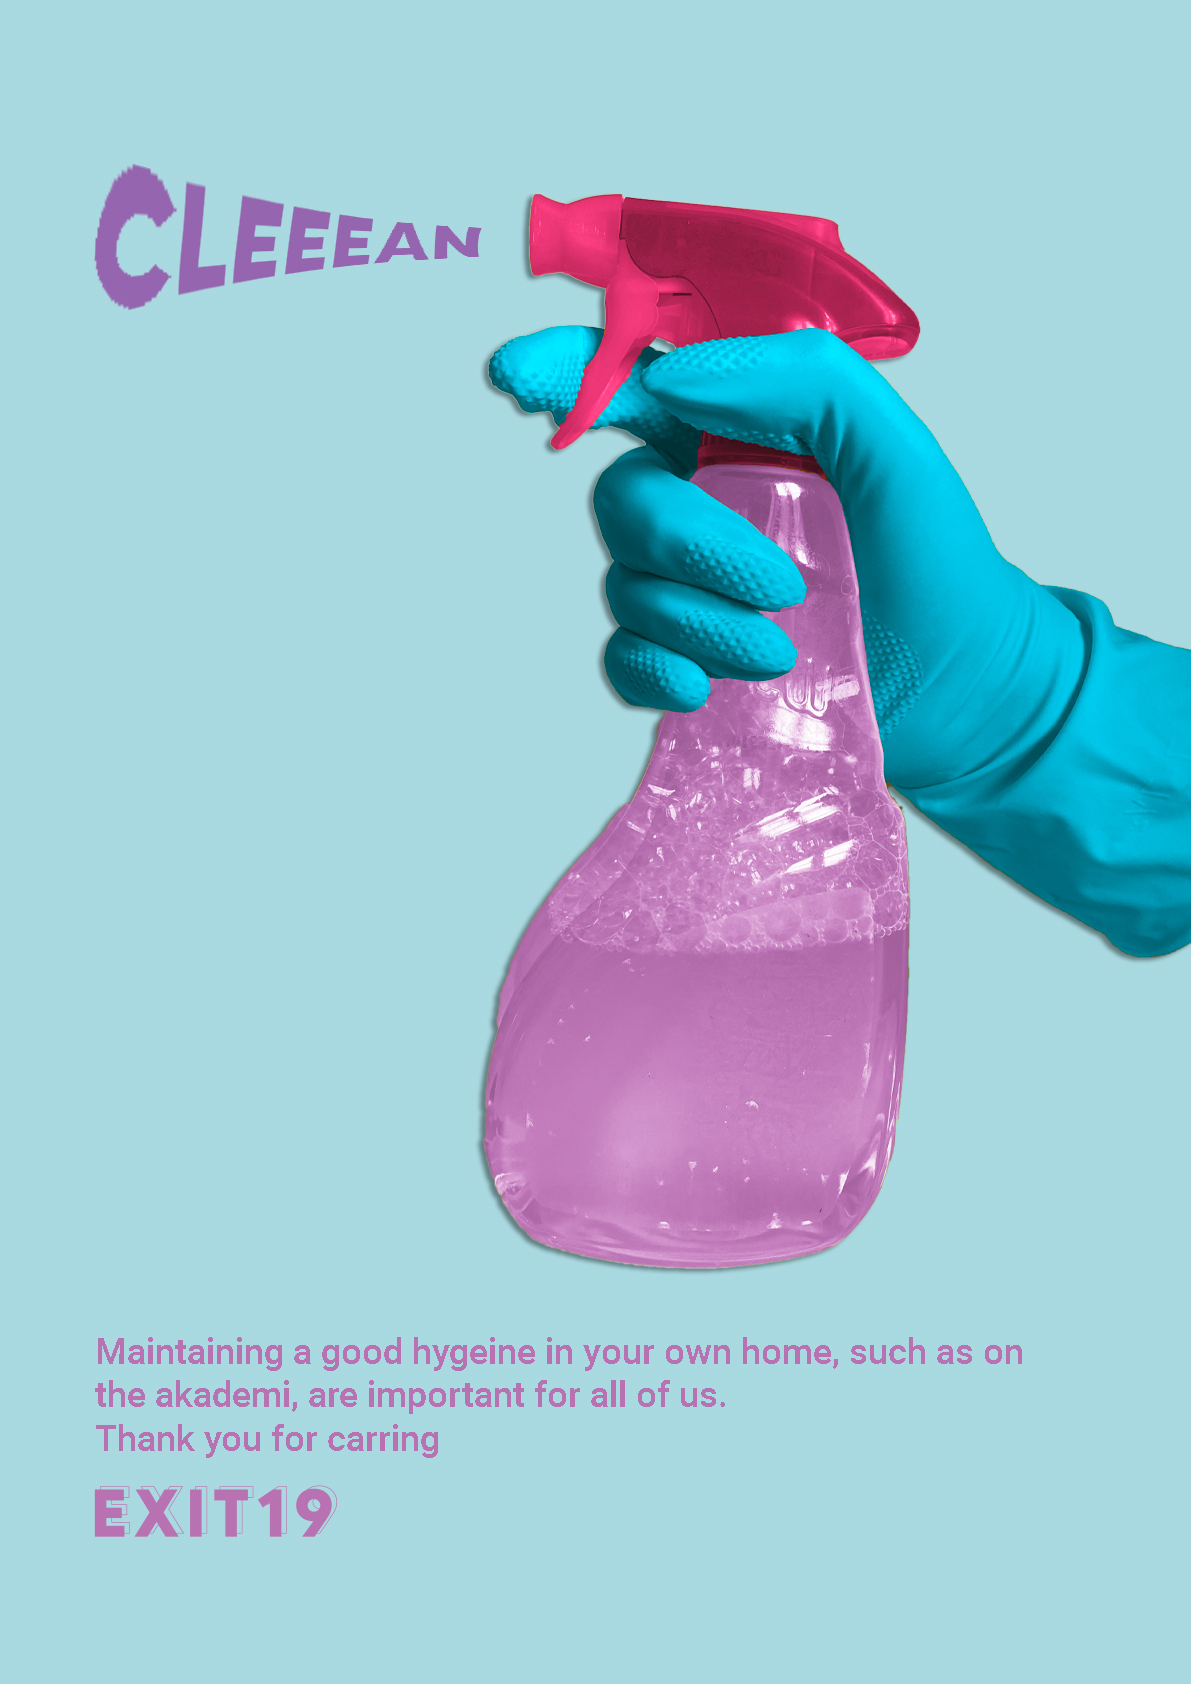 CLEEEAN
Maintaining a good hygeine in your own home, such as on
the akademi, are important for all of us.
Thank you for carring
EXIT19